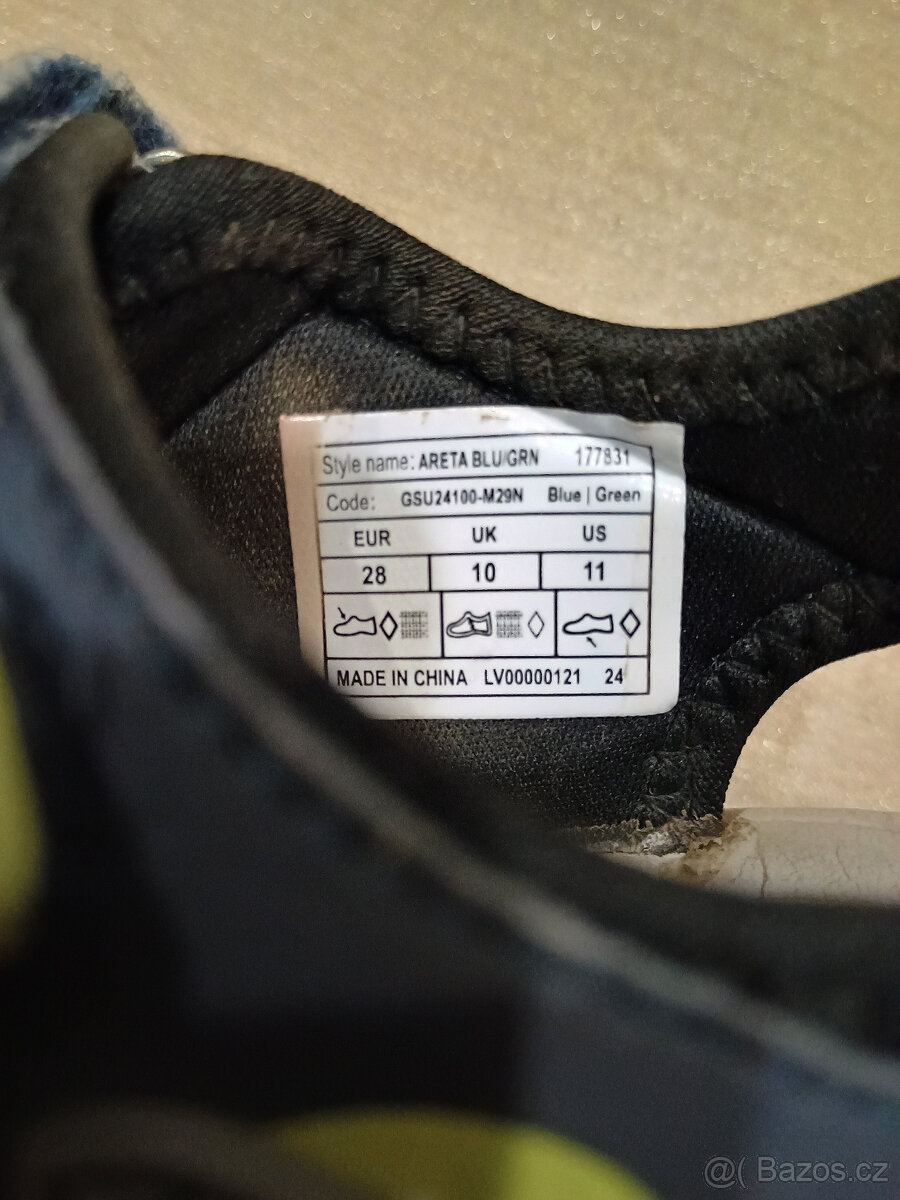 Style name: ARETA BLU/GRN 177831
Code: GSU24100-M29N Blue | Green
EUR UK US
28 10 11
MADE IN CHINA LV00000121 24
@( Bazos.cz